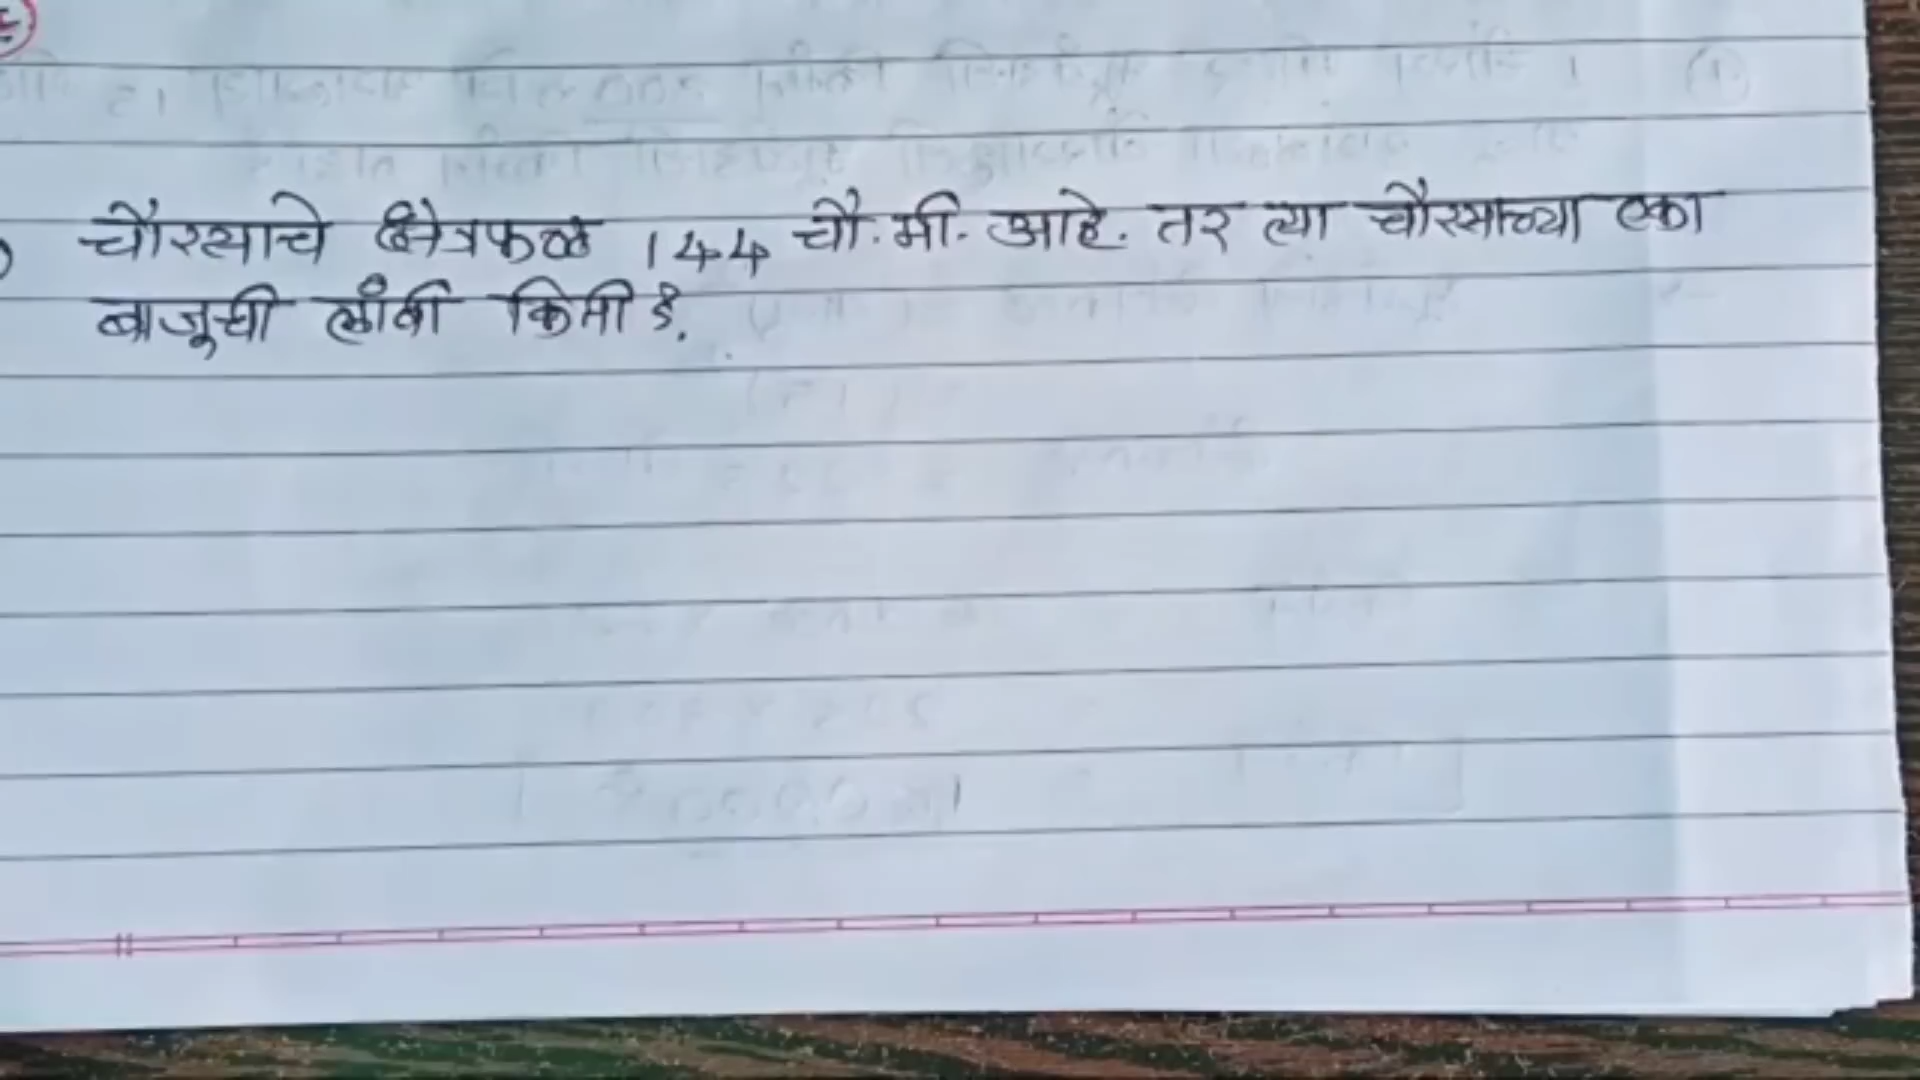 चौरसाचे क्षेत्रफळ 144 चौ.मी. आहे. तर त्या चौरसाच्या एका
बाजूची लांबी किती ?.